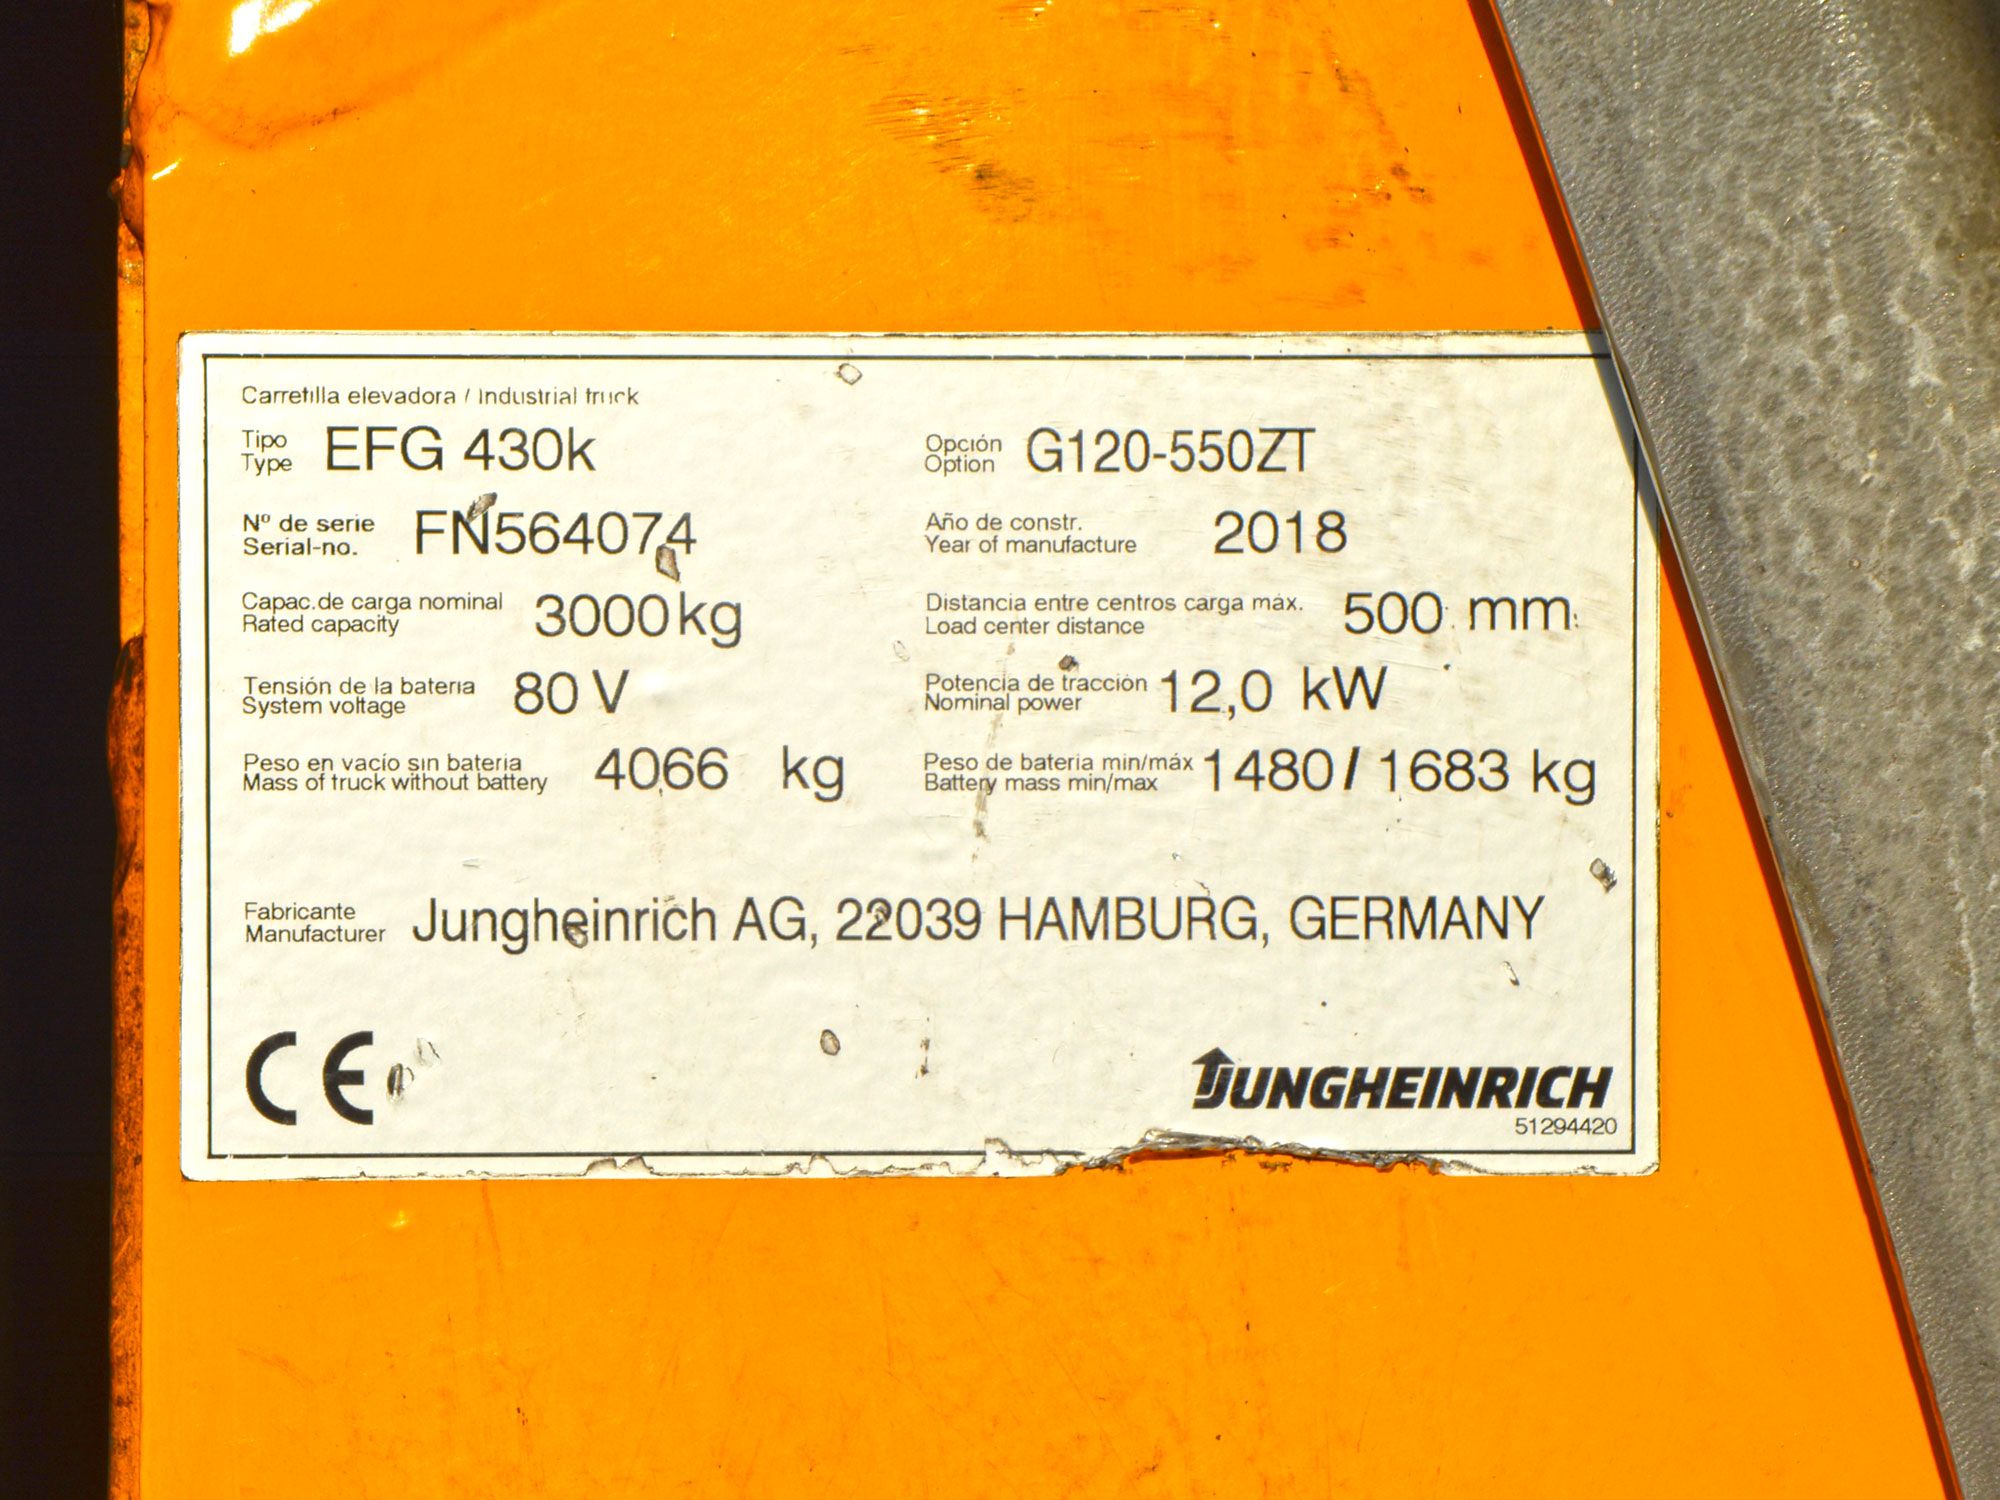 Carretilla elevadora / Industrial truck
Tipo EFG 430k Opción G120-550ZT
Type Option
Nº de serie FN564074 Año de constr. 2018
Serial-no. Year of manufacture
Capac.de carga nominal 3000 kg Distancia entre centros carga máx. 500 mm
Rated capacity Load center distance
Tensión de la bateria 80 V Potencia de tracción 12,0 kW
System voltage Nominal power
Peso en vacío sin bateria 4066 kg Peso de bateria min/máx 1480 / 1683 kg
Mass of truck without battery Battery mass min/max
Fabricante Jungheinrich AG, 22039 HAMBURG, GERMANY
Manufacturer
CE
JUNGHEINRICH
51294420